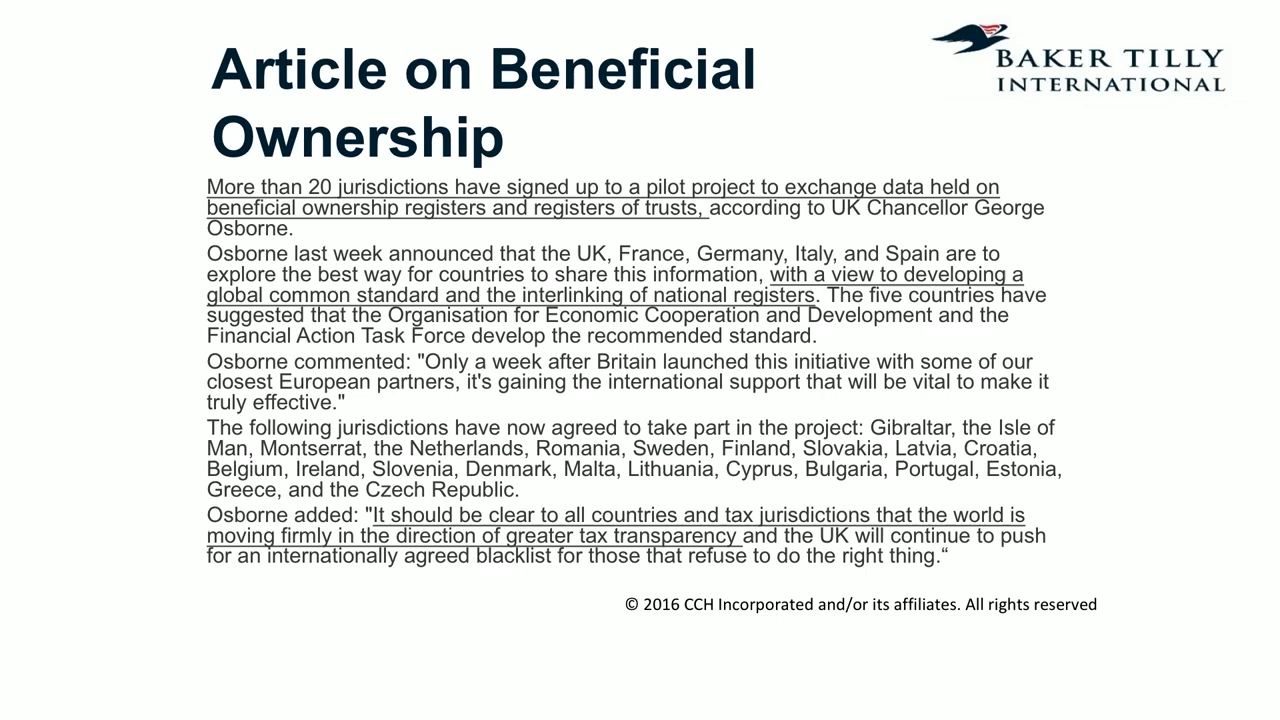 Article on Beneficial
Ownership
BAKER TILLY
INTERNATIONAL
More than 20 jurisdictions have signed up to a pilot project to exchange data held on
beneficial ownership registers and registers of trusts, according to UK Chancellor George
Osborne.
Osborne last week announced that the UK, France, Germany, Italy, and Spain are to
explore the best way for countries to share this information, with a view to developing a
global common standard and the interlinking of national registers. The five countries have
suggested that the Organisation for Economic Cooperation and Development and the
Financial Action Task Force develop the recommended standard.
Osborne commented: "Only a week after Britain launched this initiative with some of our
closest European partners, it's gaining the international support that will be vital to make it
truly effective."
The following jurisdictions have now agreed to take part in the project: Gibraltar, the Isle of
Man, Montserrat, the Netherlands, Romania, Sweden, Finland, Slovakia, Latvia, Croatia,
Belgium, Ireland, Slovenia, Denmark, Malta, Lithuania, Cyprus, Bulgaria, Portugal, Estonia,
Greece, and the Czech Republic.
Osborne added: "It should be clear to all countries and tax jurisdictions that the world is
moving firmly in the direction of greater tax transparency and the UK will continue to push
for an internationally agreed blacklist for those that refuse to do the right thing.“
© 2016 CCH Incorporated and/or its affiliates. All rights reserved